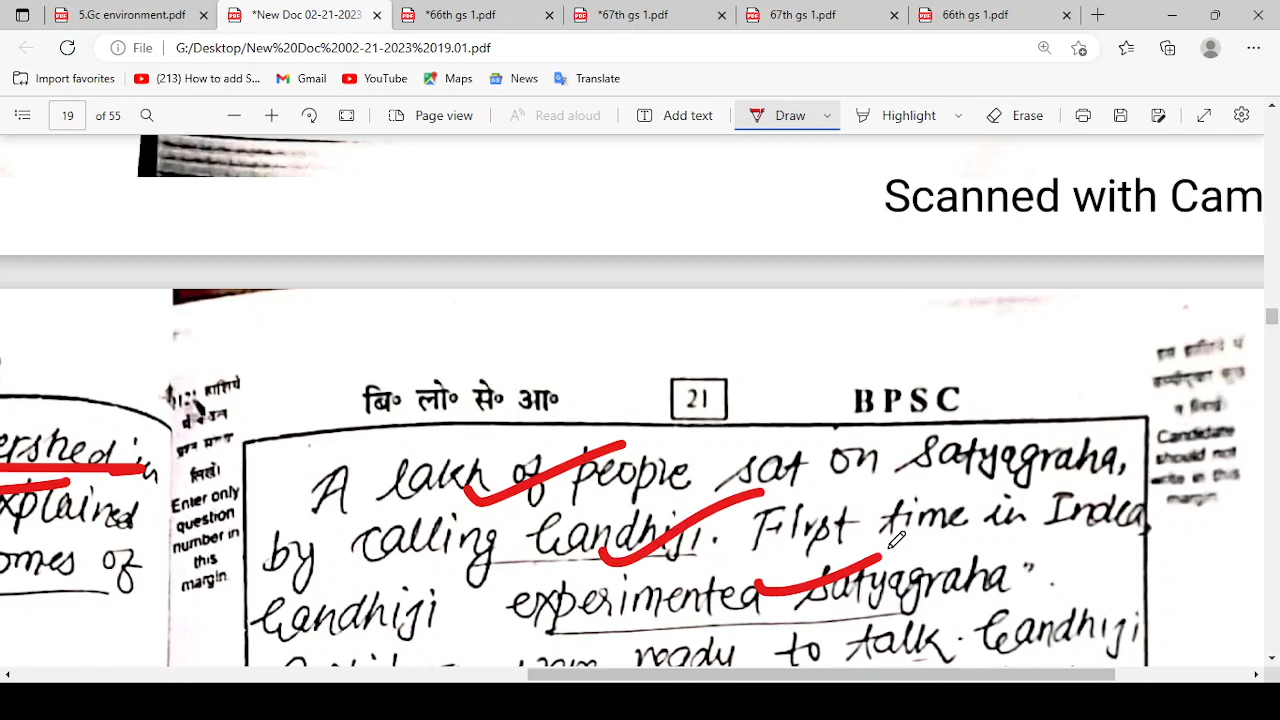 5.Gc environment.pdf
*New Doc 02-21-2023
*66th gs 1.pdf
*67th gs 1.pdf
67th gs 1.pdf
66th gs 1.pdf
File
G:/Desktop/New%20Doc%2002-21-2023%2019.01.pdf
Import favorites
(213) How to add S...
Gmail
YouTube
Maps
News
Translate
19
of 55
Page view
Read aloud
Add text
Draw
Highlight
Erase
Scanned with Cam
बि॰ लो॰ से॰ आ॰
21
BPSC
ershed in
xplained
omes of
लिखें।
Enter only
question
number in
this
margin.
A lakh of people sat on satyagraha,
by calling Gandhiji. First time in India,
Gandhiji experimented satyagraha".
ready to talk. Gandhiji
Candidate
should not
write in this
margin